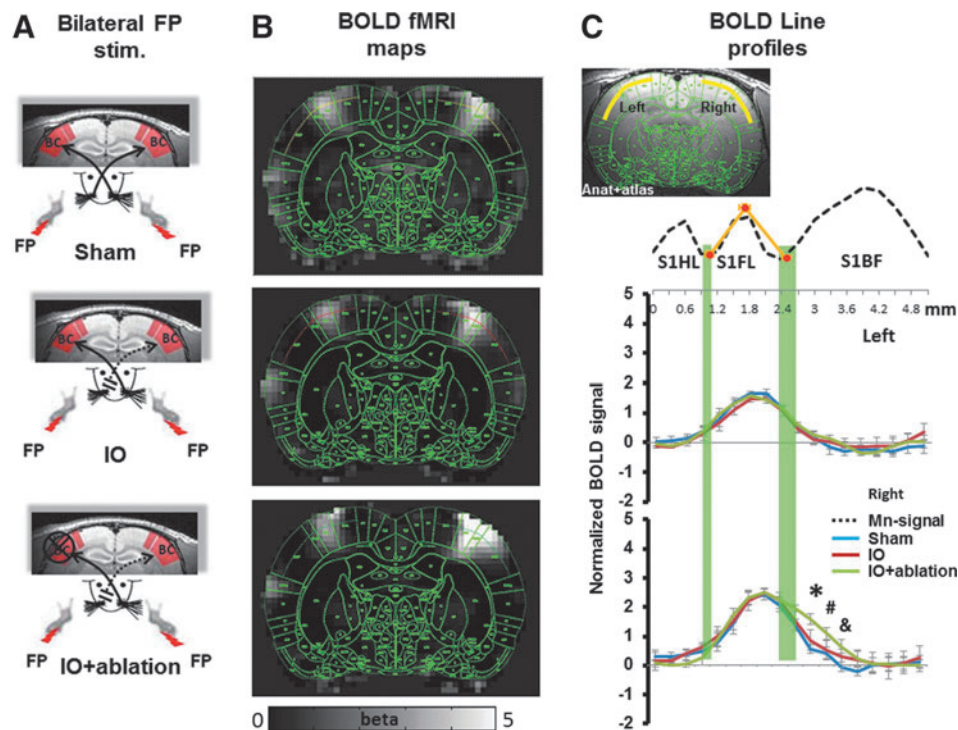 A Bilateral FP
stim.
BC BC
FP FP
Sham
BC BC
FP FP
IO
BC BC
FP FP
IO+ablation
B BOLD fMRI
maps
0 beta 5
C BOLD Line
profiles
Left Right
Anat+atlas
S1HL S1FL S1BF
0 0.6 1.2 1.8 2.4 3 3.6 4.2 4.8 mm
Left
Normalized BOLD signal
5
4
3
2
1
0
-1
-2
Right
Mn-signal
Sham
IO
IO+ablation
5
4
3
2
1
0
-1
-2
*
#
&